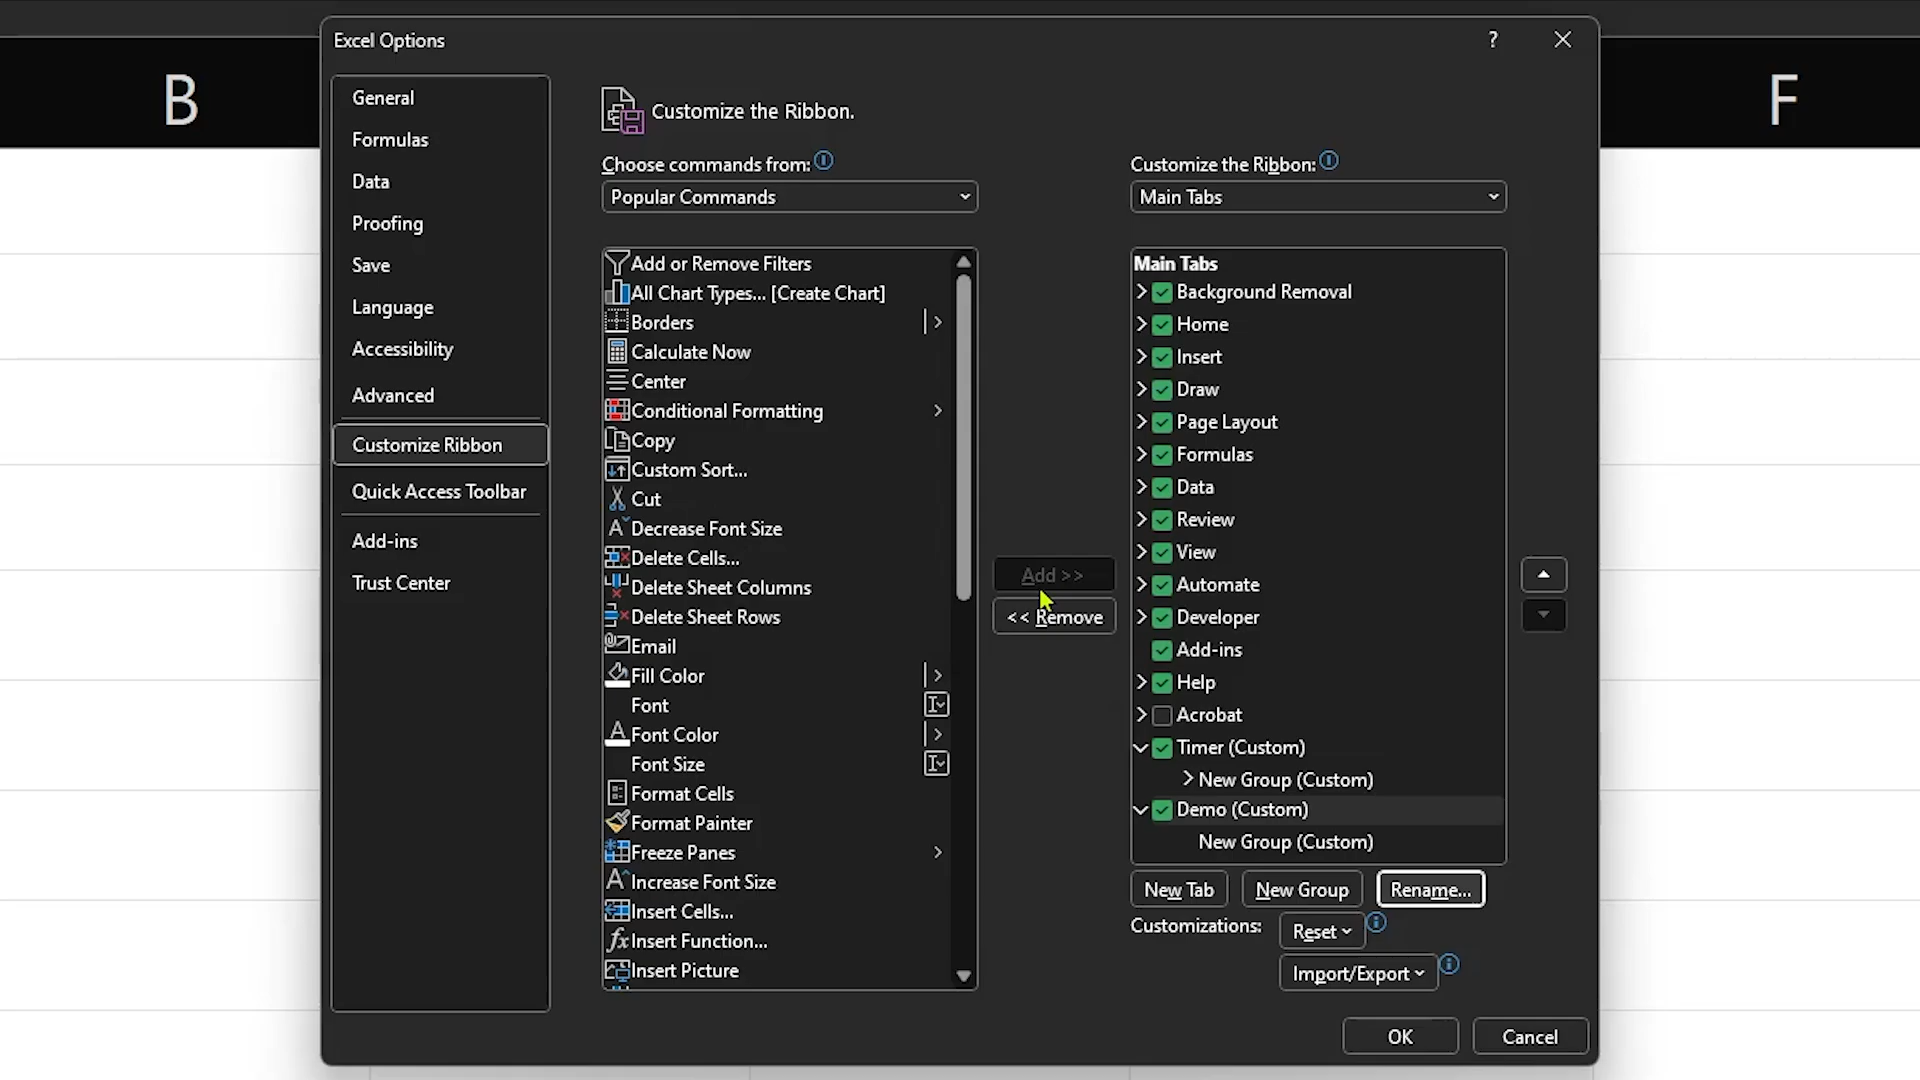 Excel Options
?
B
F
General
Formulas
Data
Proofing
Save
Language
Accessibility
Advanced
Customize Ribbon
Quick Access Toolbar
Add-ins
Trust Center
Customize the Ribbon.
Choose commands from:
Popular Commands
Add or Remove Filters
All Chart Types... [Create Chart]
Borders
Calculate Now
Center
Conditional Formatting
Copy
Custom Sort...
Cut
Decrease Font Size
Delete Cells...
Delete Sheet Columns
Delete Sheet Rows
Email
Fill Color
Font
Font Color
Font Size
Format Cells
Format Painter
Freeze Panes
Increase Font Size
Insert Cells...
Insert Function...
Insert Picture
Add >>
<< Remove
Customize the Ribbon:
Main Tabs
Main Tabs
Background Removal
Home
Insert
Draw
Page Layout
Formulas
Data
Review
View
Automate
Developer
Add-ins
Help
Acrobat
Timer (Custom)
New Group (Custom)
Demo (Custom)
New Group (Custom)
New Tab
New Group
Rename...
Customizations:
Reset
Import/Export
OK
Cancel